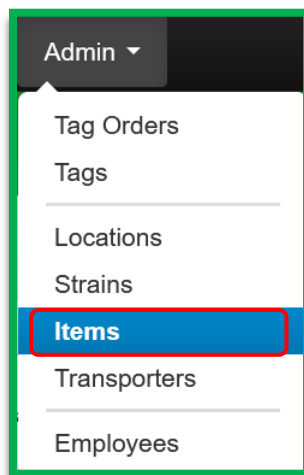 Admin
Tag Orders
Tags
Locations
Strains
Items
Transporters
Employees